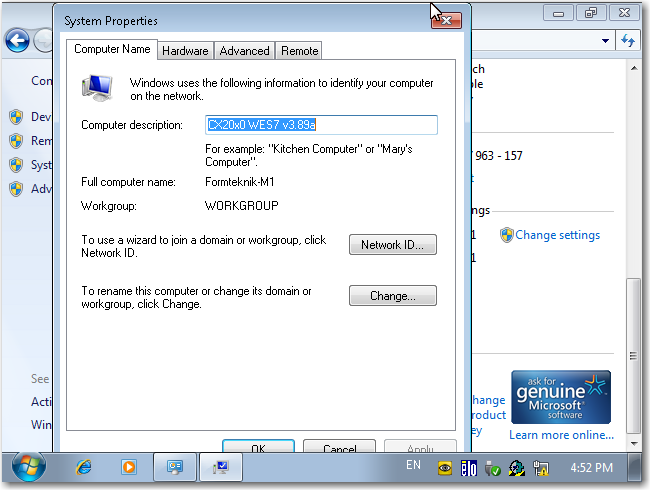 System Properties
Computer Name Hardware Advanced Remote
Windows uses the following information to identify your computer
on the network.
Computer description:
CX20x0 WES7 v3.89a
For example: "Kitchen Computer" or "Mary's
Computer".
Full computer name:
Formteknik-M1
Workgroup:
WORKGROUP
To use a wizard to join a domain or workgroup, click
Network ID.
Network ID...
To rename this computer or change its domain or
workgroup, click Change.
Change...
OK Cancel Apply
Con
Dev
Rem
Syst
Adv
See
Acti
Win
ch
ple
7 963 - 157
t
ngs
1
Change settings
1
ask for
genuine
Microsoft
software
hange
roduct
ey
Learn more online...
EN
4:52 PM